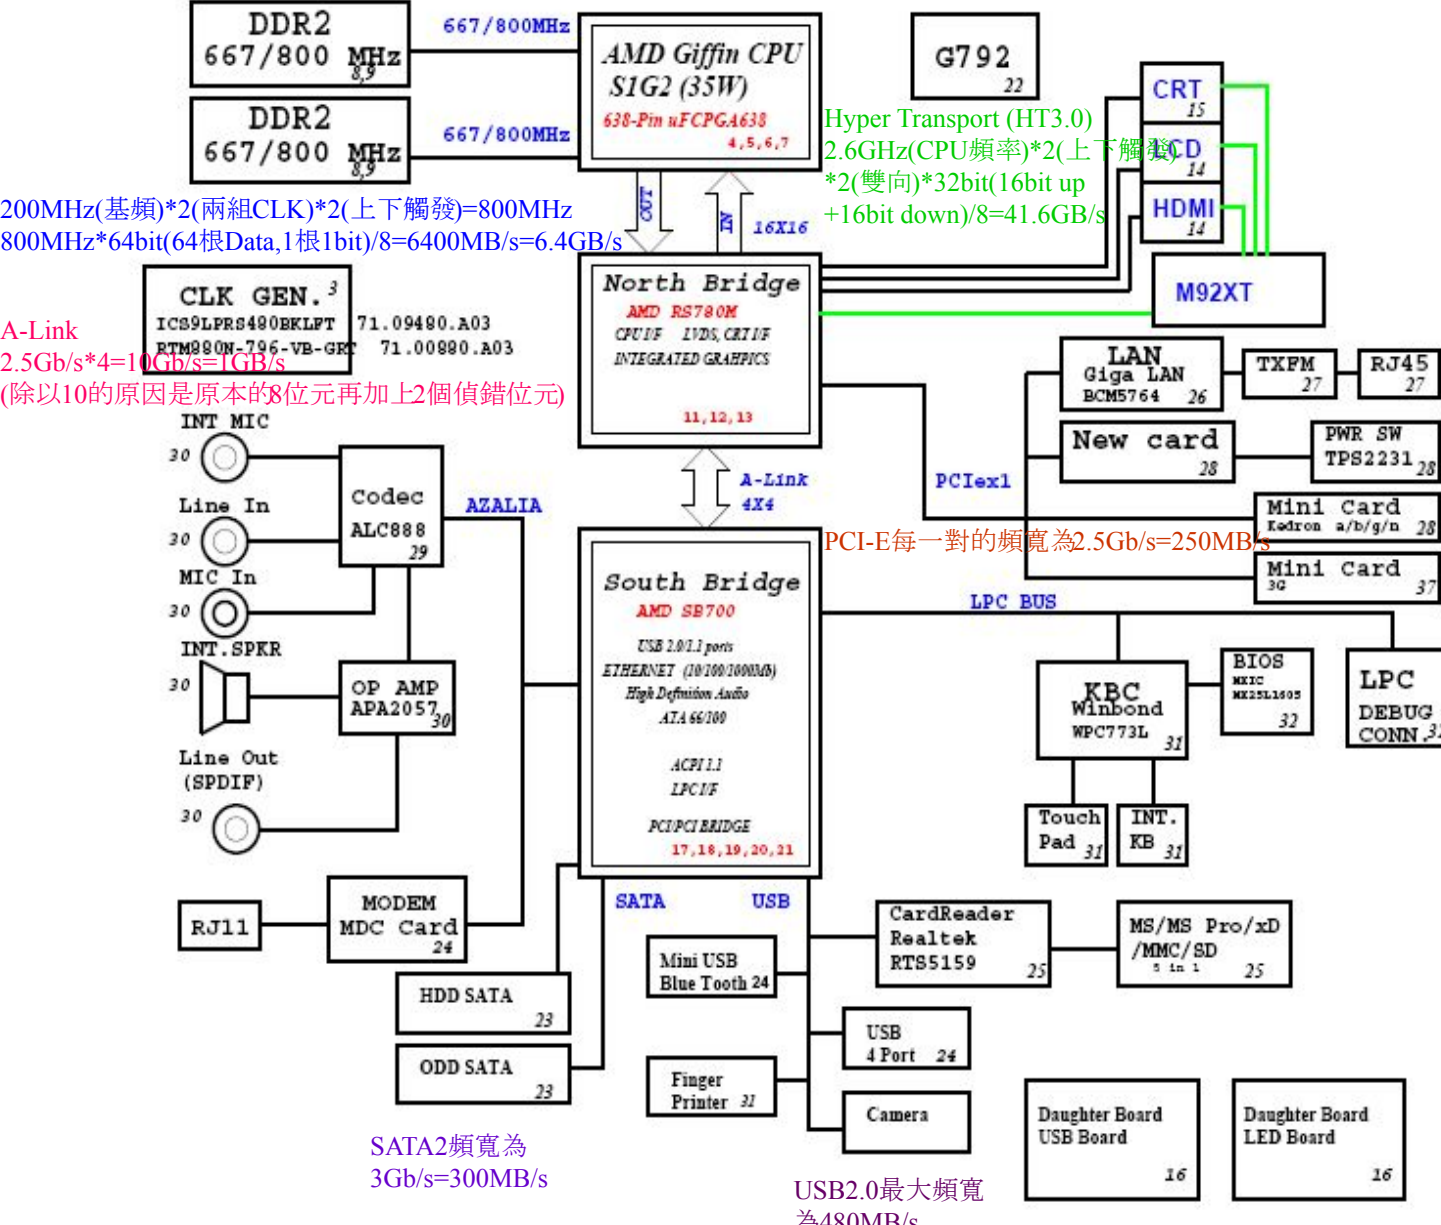 DDR2
667/800 MHz
8,9
667/800MHz
DDR2
667/800 MHz
8,9
667/800MHz
AMD Giffin CPU
S1G2 (35W)
638-Pin uFCPGA638
4,5,6,7
G792
22
CRT
15
LCD
14
HDMI
14
Hyper Transport (HT3.0)
2.6GHz(CPU頻率)*2(上下觸發)
*2(雙向)*32bit(16bit up
+16bit down)/8=41.6GB/s
200MHz(基頻)*2(兩組CLK)*2(上下觸發)=800MHz
800MHz*64bit(64根Data,1根1bit)/8=6400MB/s=6.4GB/s
OUT
IN
16X16
CLK GEN.
3
ICS9LPRS480BKLFT
71.09480.A03
RTM880N-796-VB-GRT
71.00880.A03
A-Link
2.5Gb/s*4=10Gb/s=1GB/s
(除以10的原因是原本的8位元再加上2個偵錯位元)
North Bridge
AMD RS780M
CPU I/F LVDS, CRT I/F
INTEGRATED GRAHPICS
11,12,13
M92XT
LAN
Giga LAN
BCM5764
26
TXFM
27
RJ45
27
New card
28
PWR SW
TPS2231
28
PCIex1
Mini Card
Kedron a/b/g/n
28
Mini Card
3G
37
PCI-E每一對的頻寬為2.5Gb/s=250MB/s
A-Link
4X4
INT MIC
30
Line In
30
MIC In
30
INT.SPKR
30
Line Out
(SPDIF)
30
Codec
ALC888
29
AZALIA
OP AMP
APA2057
30
South Bridge
AMD SB700
USB 2.0/1.1 ports
ETHERNET (10/100/1000Mb)
High Definition Audio
ATA 66/100
ACPI 1.1
LPC I/F
PCI/PCI BRIDGE
17,18,19,20,21
LPC BUS
KBC
Winbond
WPC773L
31
BIOS
MXIC
MX25L1605
32
LPC
DEBUG
CONN.
Touch
Pad
31
INT.
KB
31
RJ11
MODEM
MDC Card
24
SATA
USB
HDD SATA
23
ODD SATA
23
Mini USB
Blue Tooth
24
Finger
Printer
31
CardReader
Realtek
RTS5159
25
MS/MS Pro/xD
/MMC/SD
5 in 1
25
USB
4 Port
24
Camera
Daughter Board
USB Board
16
Daughter Board
LED Board
16
SATA2頻寬為
3Gb/s=300MB/s
USB2.0最大頻寬
為480MB/s